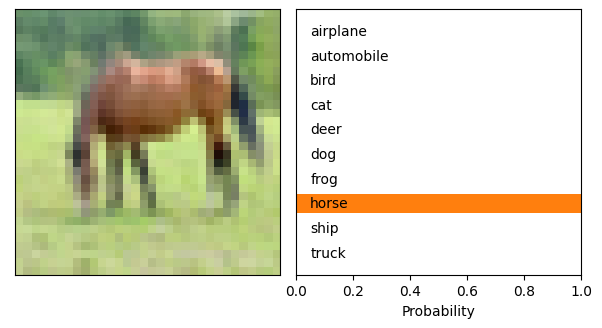 airplane
automobile
bird
cat
deer
dog
frog
horse
ship
truck
0.0 0.2 0.4 0.6 0.8 1.0
Probability